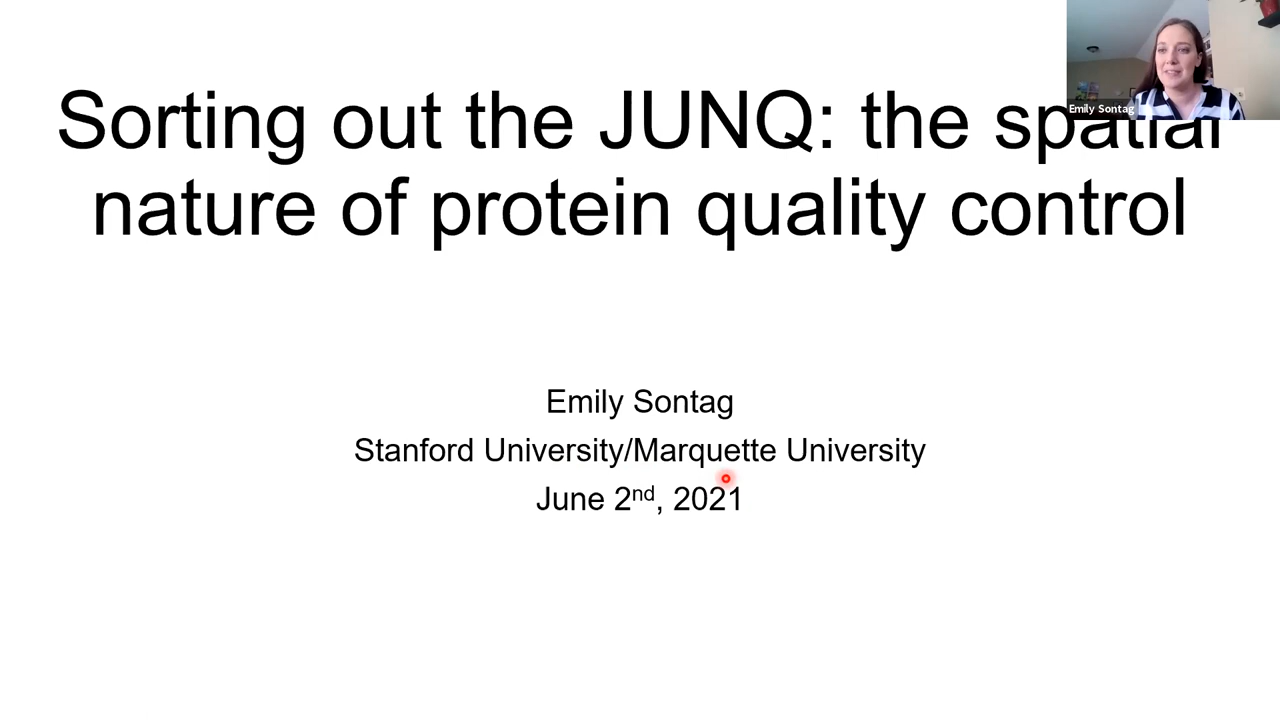 Sorting out the JUNQ: the spatial
nature of protein quality control
Emily Sontag
Emily Sontag
Stanford University/Marquette University
June 2nd, 2021